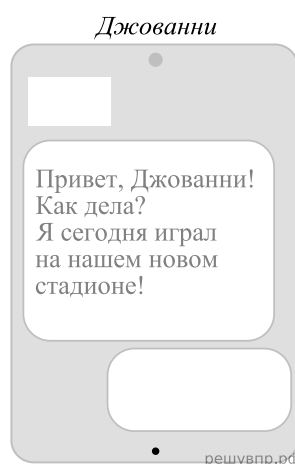 Джованни
Привет, Джованни!
Как дела?
Я сегодня играл
на нашем новом
стадионе!
решувпр.рф